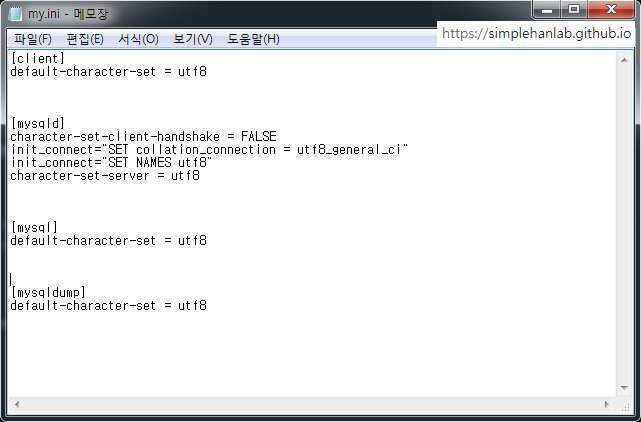 my.ini - 메모장
https://simplehanlab.github.io
파일(F) 편집(E) 서식(O) 보기(V) 도움말(H)
[client]
default-character-set = utf8
[mysqld]
character-set-client-handshake = FALSE
init_connect="SET collation_connection = utf8_general_ci"
init_connect="SET NAMES utf8"
character-set-server = utf8
[mysql]
default-character-set = utf8
[mysqldump]
default-character-set = utf8